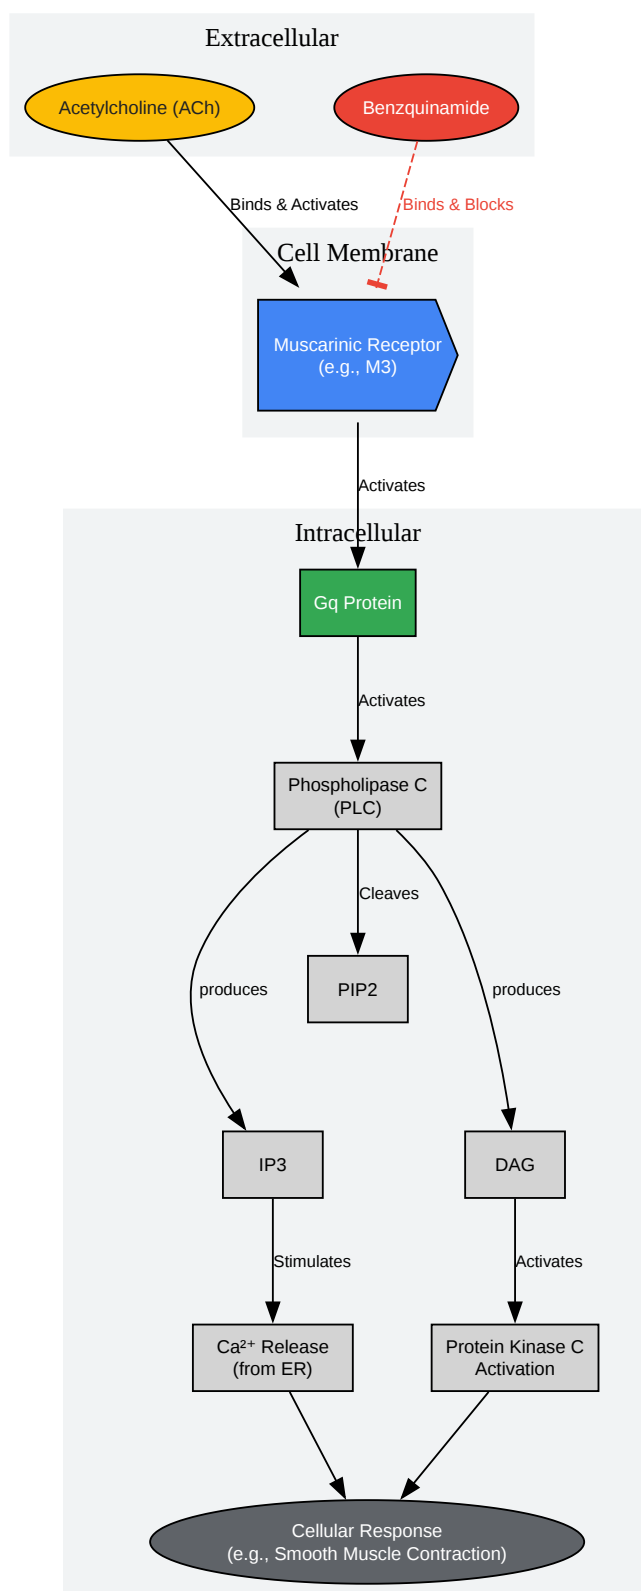 Extracellular
Acetylcholine (ACh)
Benzquinamide
Binds & Activates
Binds & Blocks
Cell Membrane
Muscarinic Receptor
(e.g., M3)
Activates
Intracellular
Gq Protein
Activates
Phospholipase C
(PLC)
Cleaves
produces
PIP2
produces
IP3
DAG
Stimulates
Activates
Ca²⁺ Release
(from ER)
Protein Kinase C
Activation
Cellular Response
(e.g., Smooth Muscle Contraction)